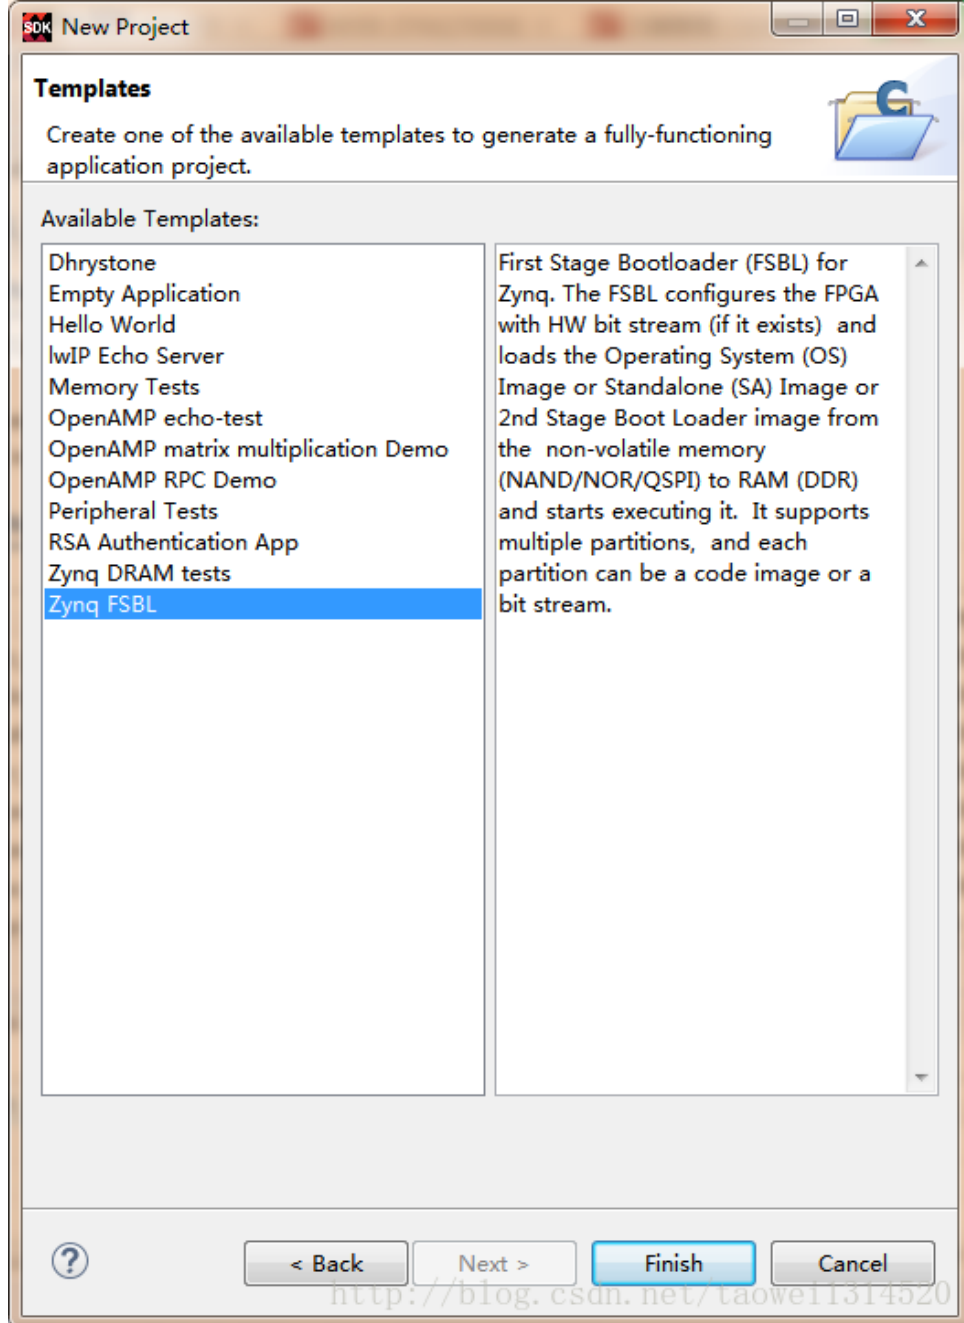 SDK New Project
Templates
Create one of the available templates to generate a fully-functioning
application project.
Available Templates:
Dhrystone
Empty Application
Hello World
lwIP Echo Server
Memory Tests
OpenAMP echo-test
OpenAMP matrix multiplication Demo
OpenAMP RPC Demo
Peripheral Tests
RSA Authentication App
Zynq DRAM tests
Zynq FSBL
First Stage Bootloader (FSBL) for
Zynq. The FSBL configures the FPGA
with HW bit stream (if it exists)  and
loads the Operating System (OS)
Image or Standalone (SA) Image or
2nd Stage Boot Loader image from
the  non-volatile memory
(NAND/NOR/QSPI) to RAM (DDR)
and starts executing it.  It supports
multiple partitions,  and each
partition can be a code image or a
bit stream.
< Back
Next >
Finish
Cancel
http://blog.csdn.net/taowei1314520